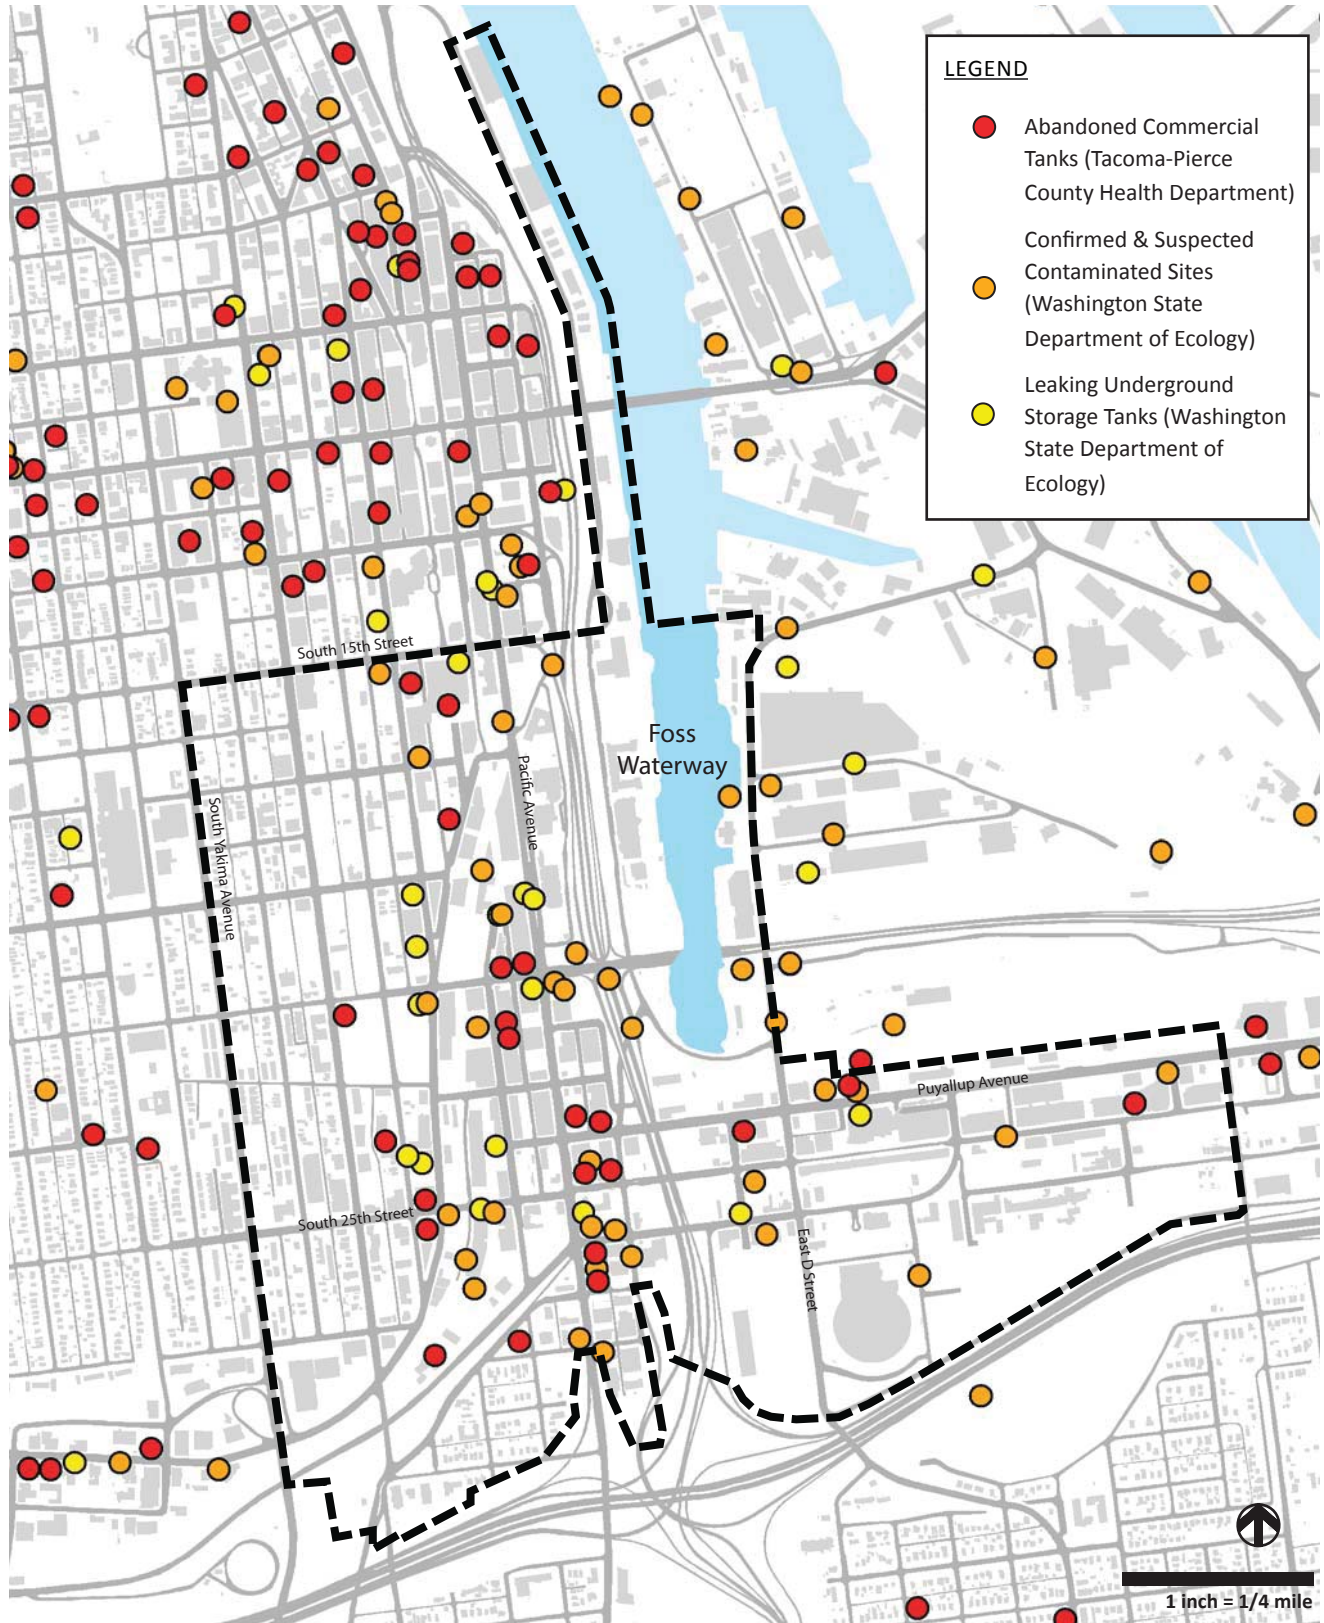 LEGEND
Abandoned Commercial
Tanks (Tacoma-Pierce
County Health Department)
Confirmed & Suspected
Contaminated Sites
(Washington State
Department of Ecology)
Leaking Underground
Storage Tanks (Washington
State Department of
Ecology)
South 15th Street
Foss
Waterway
Pacific Avenue
South Yakima Avenue
Puyallup Avenue
South 25th Street
East D Street
1 inch = 1/4 mile